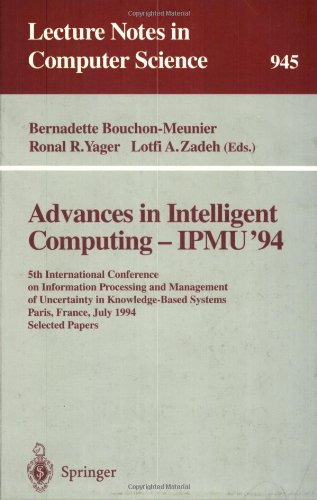 Lecture Notes in
Computer Science 945
Bernadette Bouchon-Meunier
Ronal R.Yager Lotfi A.Zadeh (Eds.)
Advances in Intelligent
Computing – IPMU '94
5th International Conference
on Information Processing and Management
of Uncertainty in Knowledge-Based Systems
Paris, France, July 1994
Selected Papers
Springer